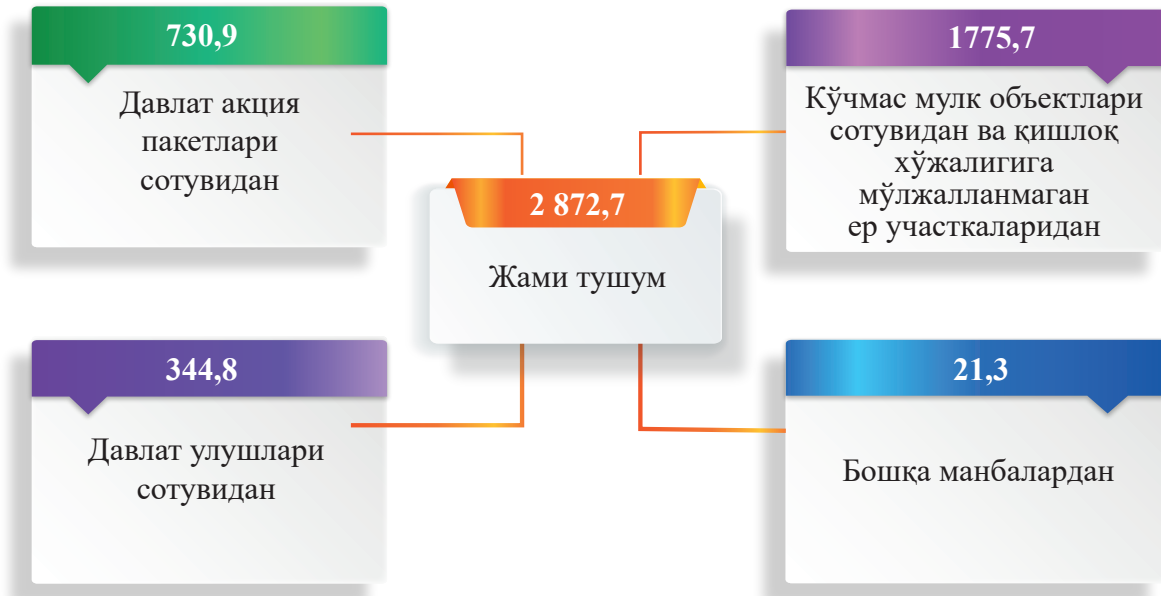 730,9
Давлат акция
пакетлари
сотувидан
1775,7
Кўчмас мулк объектлари
сотувидан ва қишлоқ
хўжалигига
мўлжалланмаган
ер участкаларидан
2 872,7
Жами тушум
344,8
Давлат улушлари
сотувидан
21,3
Бошқа манбалардан